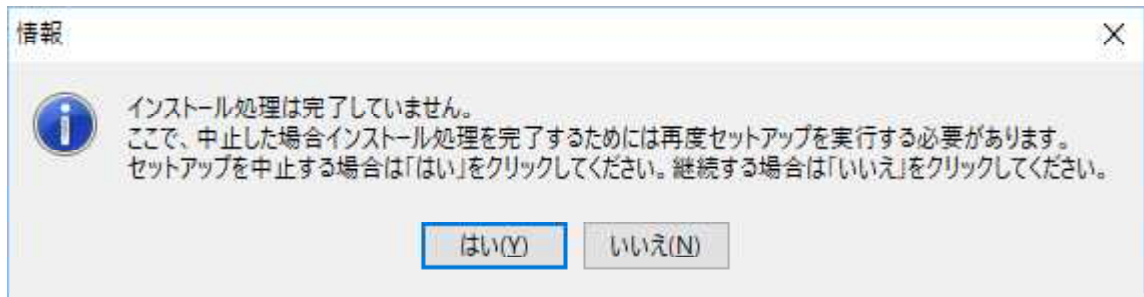 情報
インストール処理は完了していません。
ここで、中止した場合インストール処理を完了するためには再度セットアップを実行する必要があります。
セットアップを中止する場合は「はい」をクリックしてください。継続する場合は「いいえ」をクリックしてください。
はい(Y) いいえ(N)